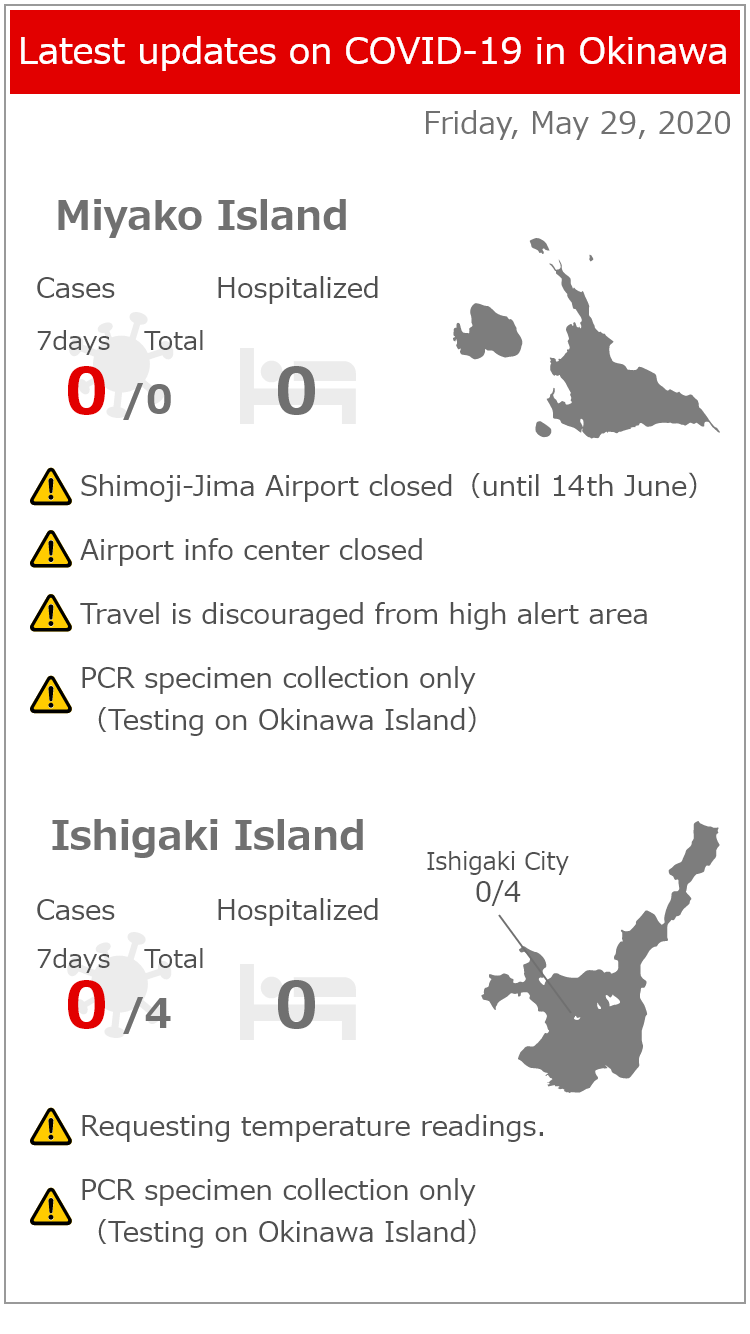 Latest updates on COVID-19 in Okinawa
Friday, May 29, 2020
Miyako Island
Cases Hospitalized
7days Total
0 /0 0
Shimoji-Jima Airport closed（until 14th June）
Airport info center closed
Travel is discouraged from high alert area
PCR specimen collection only
（Testing on Okinawa Island）
Ishigaki Island
Ishigaki City
0/4
Cases Hospitalized
7days Total
0 /4 0
Requesting temperature readings.
PCR specimen collection only
（Testing on Okinawa Island）